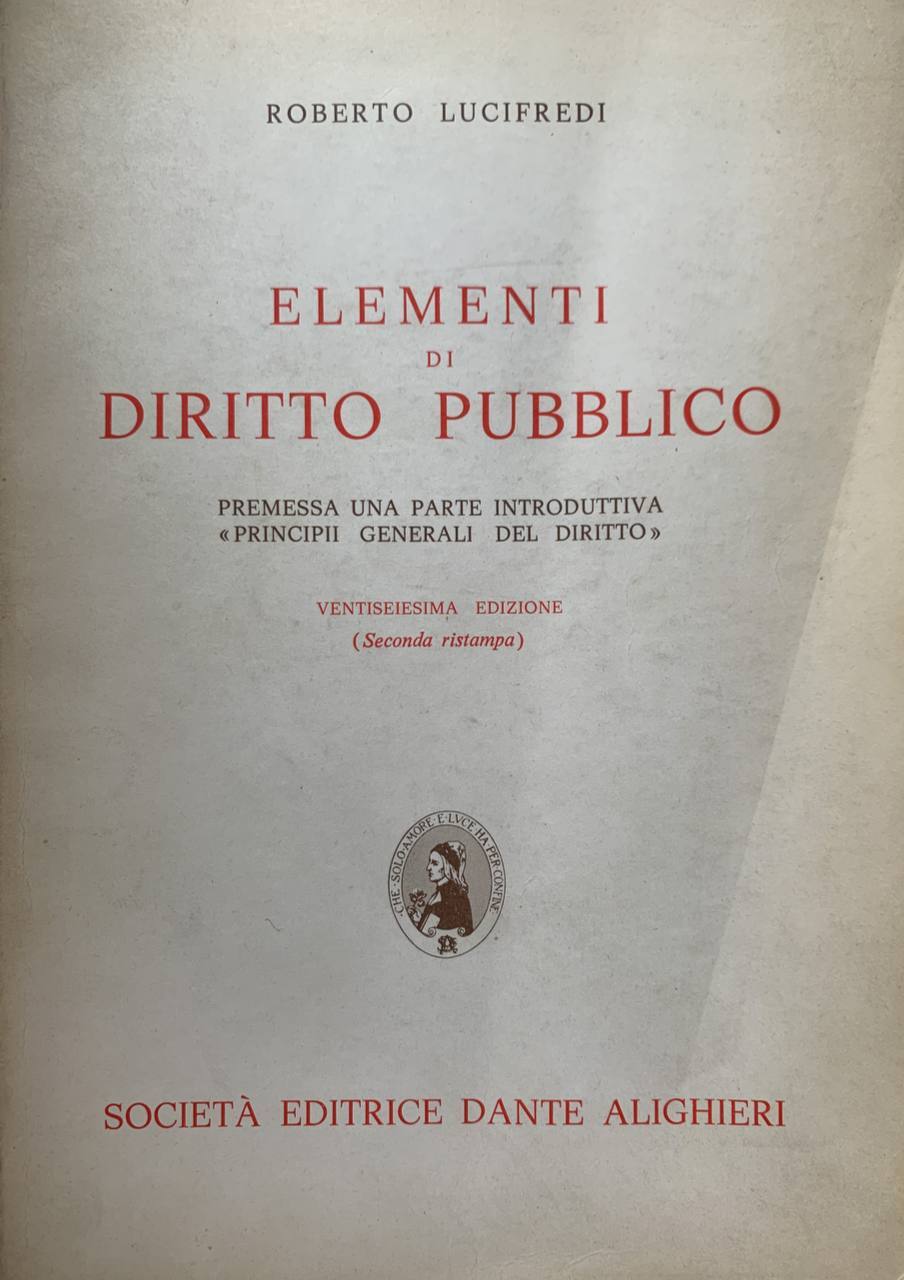 ROBERTO LUCIFREDI
ELEMENTI
DI
DIRITTO PUBBLICO
PREMESSA UNA PARTE INTRODUTTIVA
«PRINCIPII GENERALI DEL DIRITTO»
VENTISEIESIMA EDIZIONE
(Seconda ristampa)
·CHE·SOLO·AMORE·E·LVCE·HA·PER·CONFINE·
SOCIETÀ EDITRICE DANTE ALIGHIERI